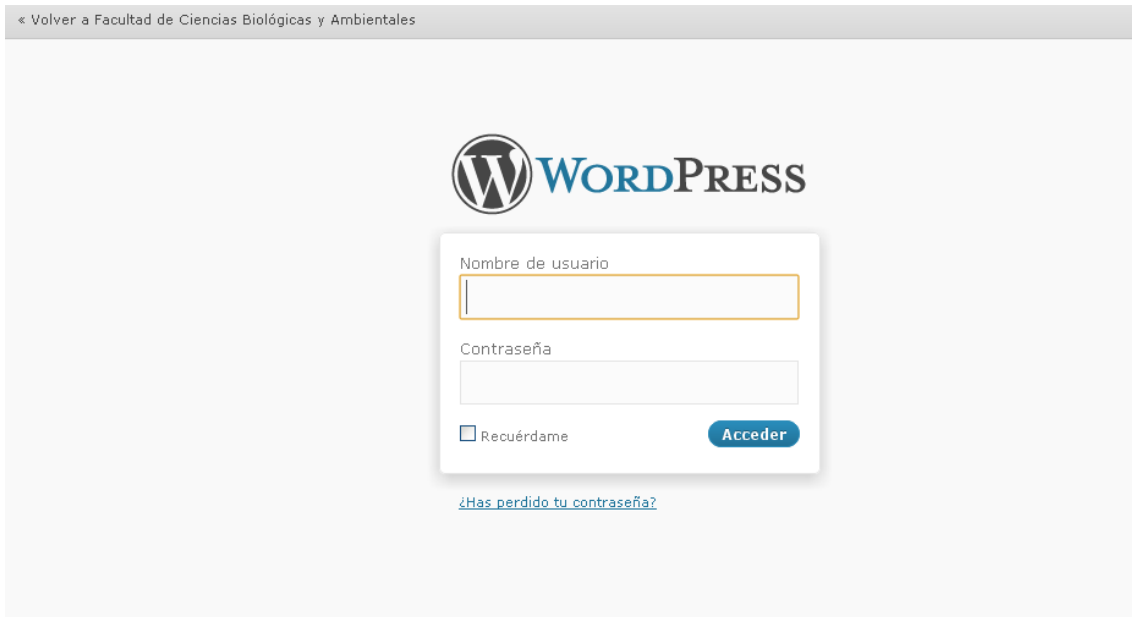 « Volver a Facultad de Ciencias Biológicas y Ambientales
WORDPRESS
Nombre de usuario
Contraseña
Recuérdame
Acceder
¿Has perdido tu contraseña?